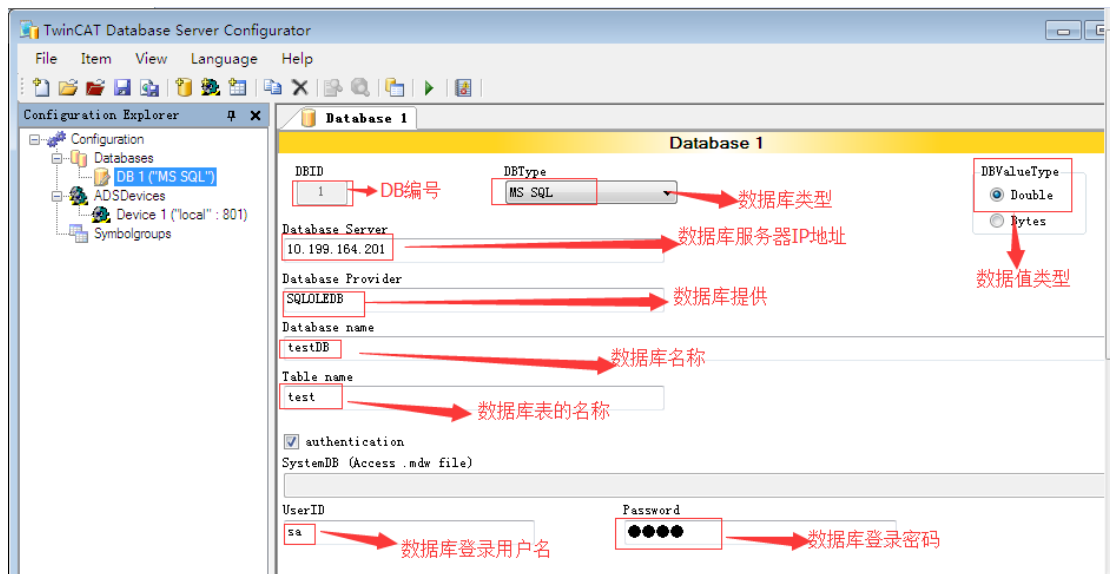 TwinCAT Database Server Configurator
File Item View Language Help
Configuration Explorer
Database 1
Configuration
Databases
DB 1 ("MS SQL")
ADSDevices
Device 1 ("local" : 801)
Symbolgroups
Database 1
DBID
DBType
DBValueType
1
DB编号
MS SQL
数据库类型
Double
Bytes
数据值类型
Database Server
10.199.164.201
数据库服务器IP地址
Database Provider
SQLOLEDB
数据库提供
Database name
testDB
数据库名称
Table name
test
数据库表的名称
authentication
SystemDB (Access .mdw file)
UserID
Password
sa
数据库登录用户名
●●●●
数据库登录密码